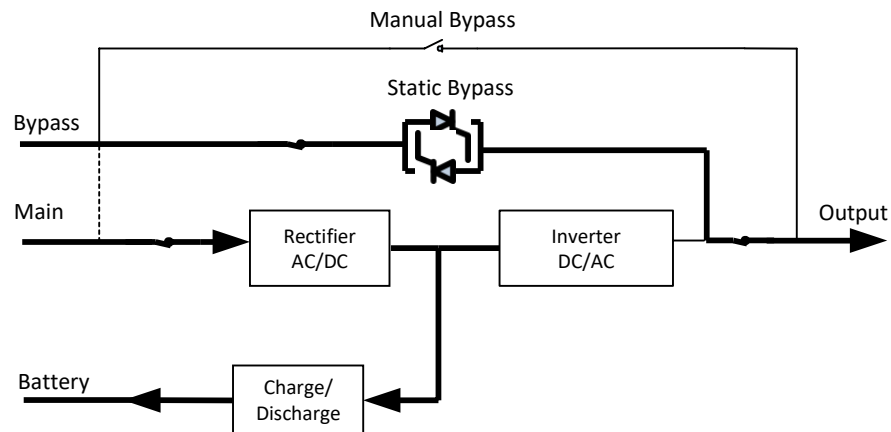 Manual Bypass
Static Bypass
Bypass
Main
Rectifier
AC/DC
Inverter
DC/AC
Output
Battery
Charge/
Discharge